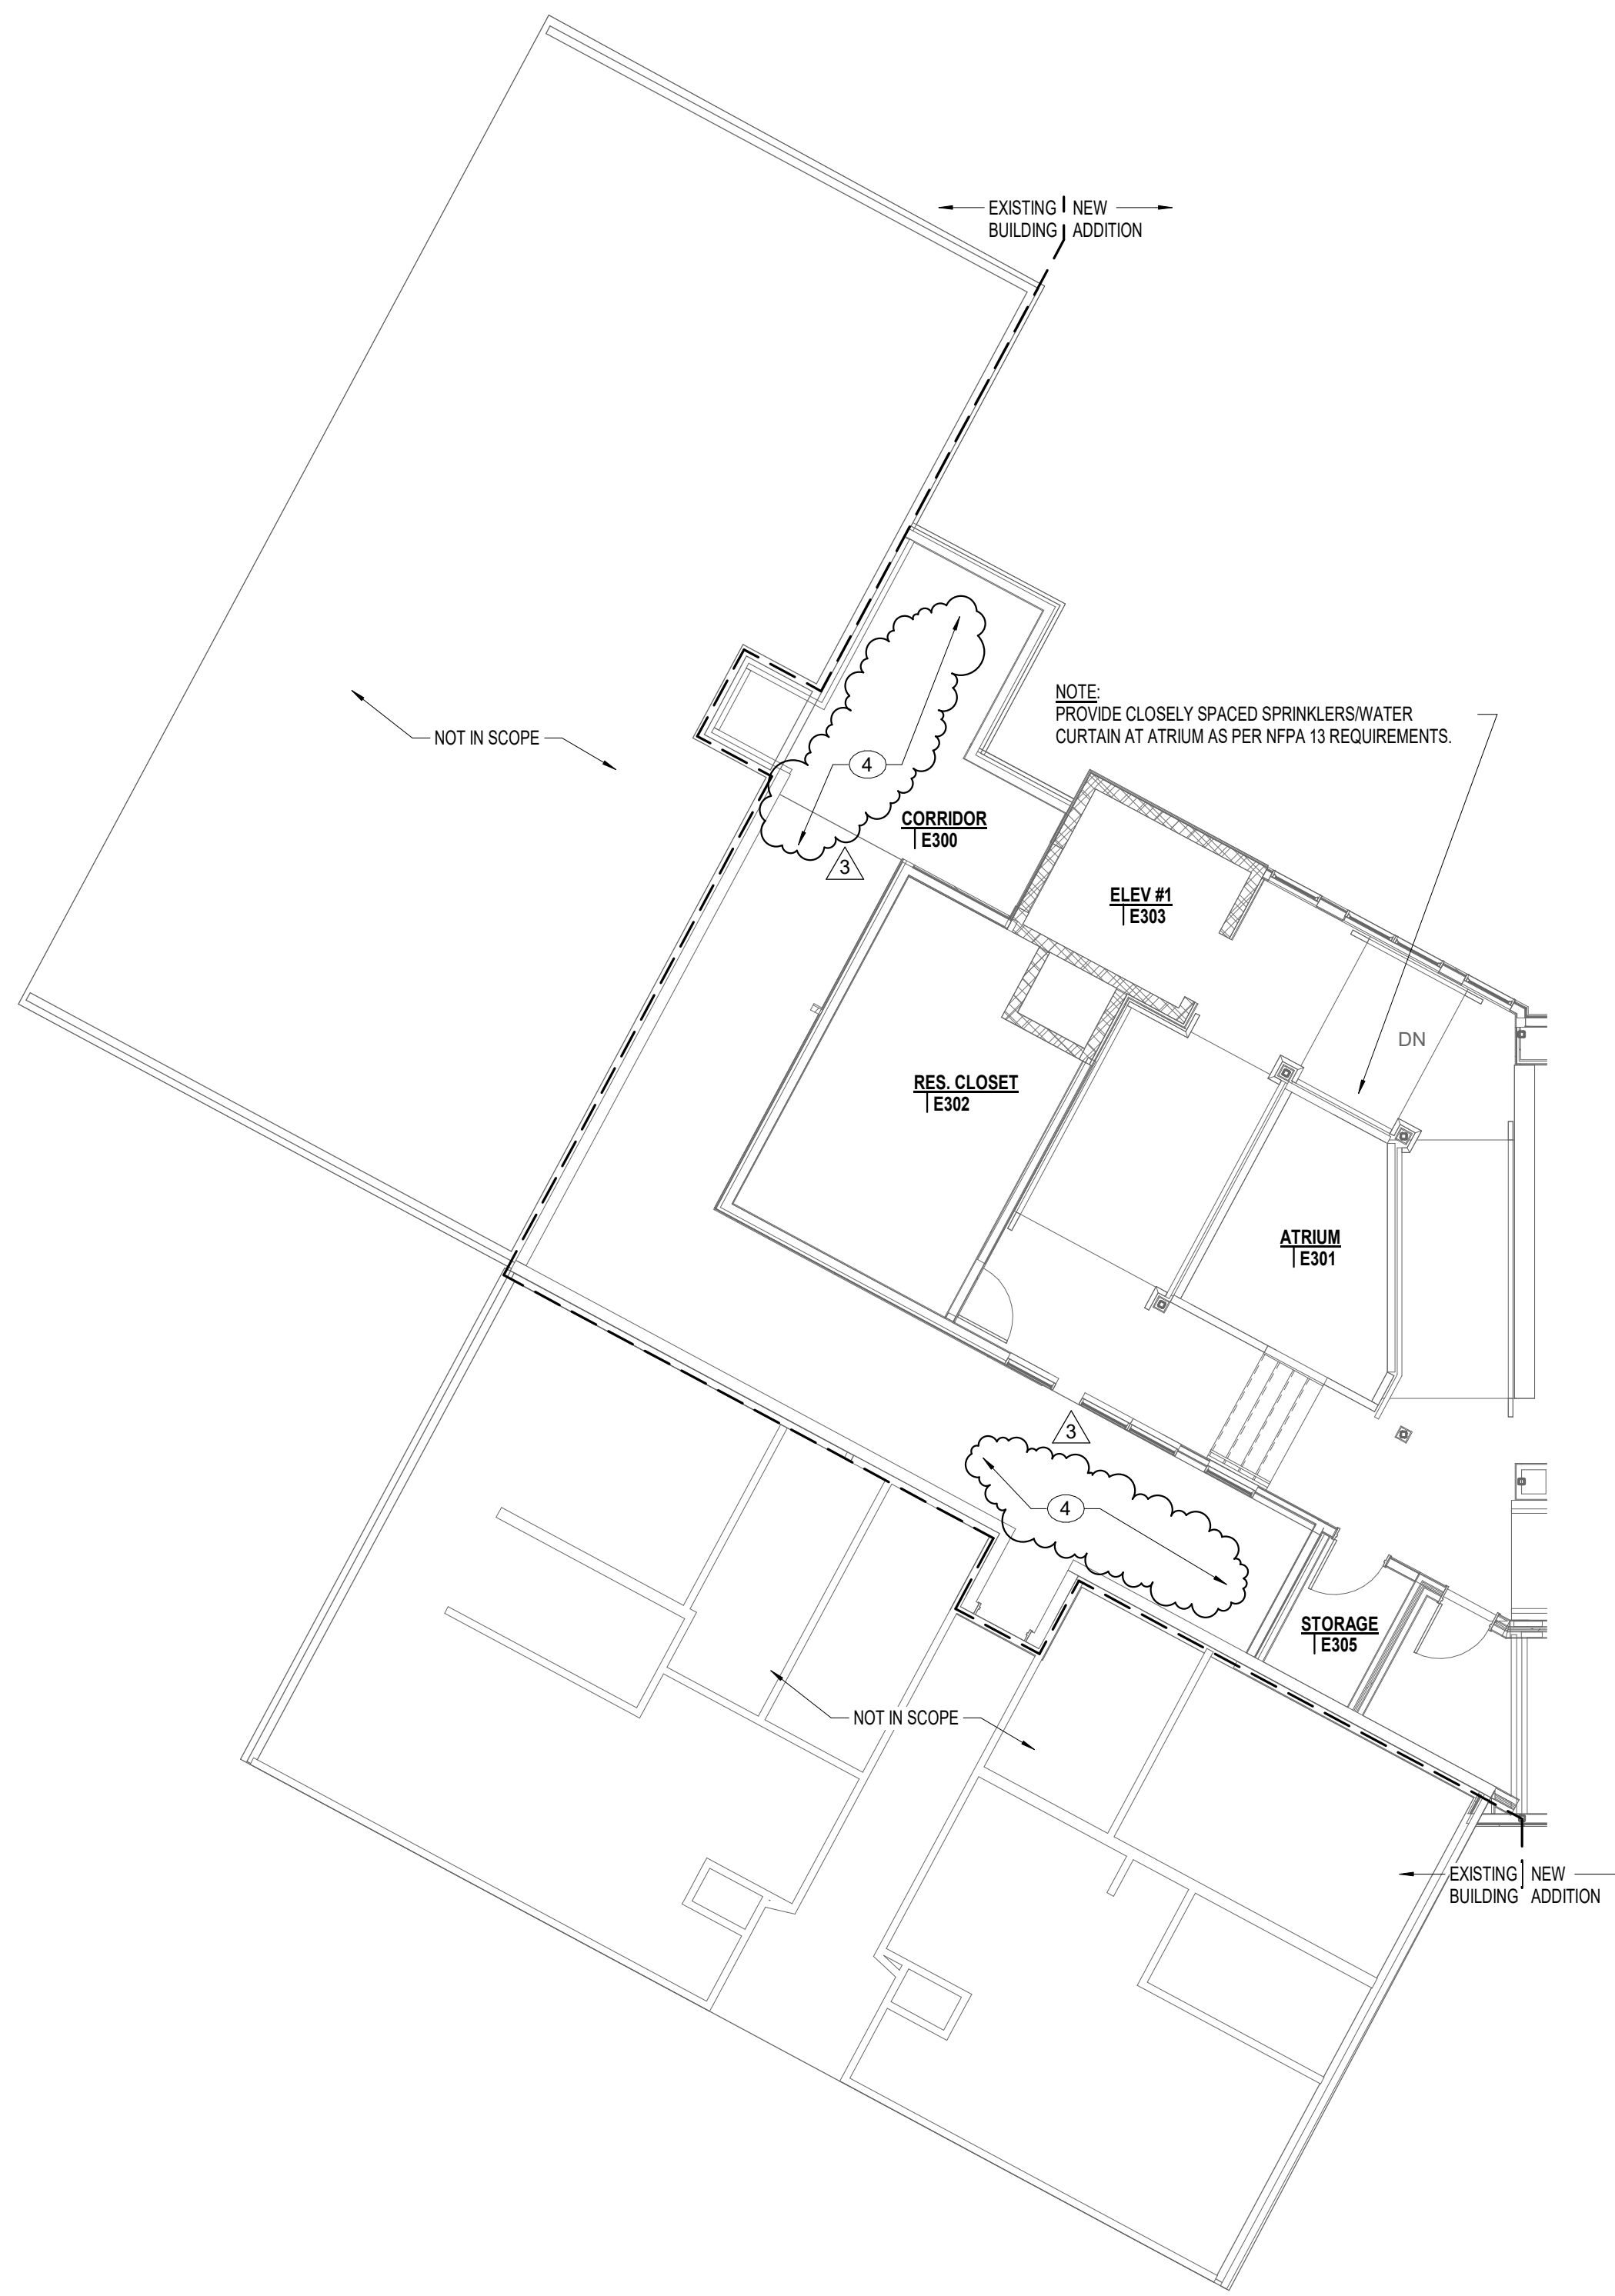 EXISTING NEW
BUILDING ADDITION
NOTE:
PROVIDE CLOSELY SPACED SPRINKLERS/WATER
CURTAIN AT ATRIUM AS PER NFPA 13 REQUIREMENTS.
NOT IN SCOPE
4
CORRIDOR
E300
3
ELEV #1
E303
DN
RES. CLOSET
E302
ATRIUM
E301
3
4
STORAGE
E305
NOT IN SCOPE
EXISTING NEW
BUILDING ADDITION